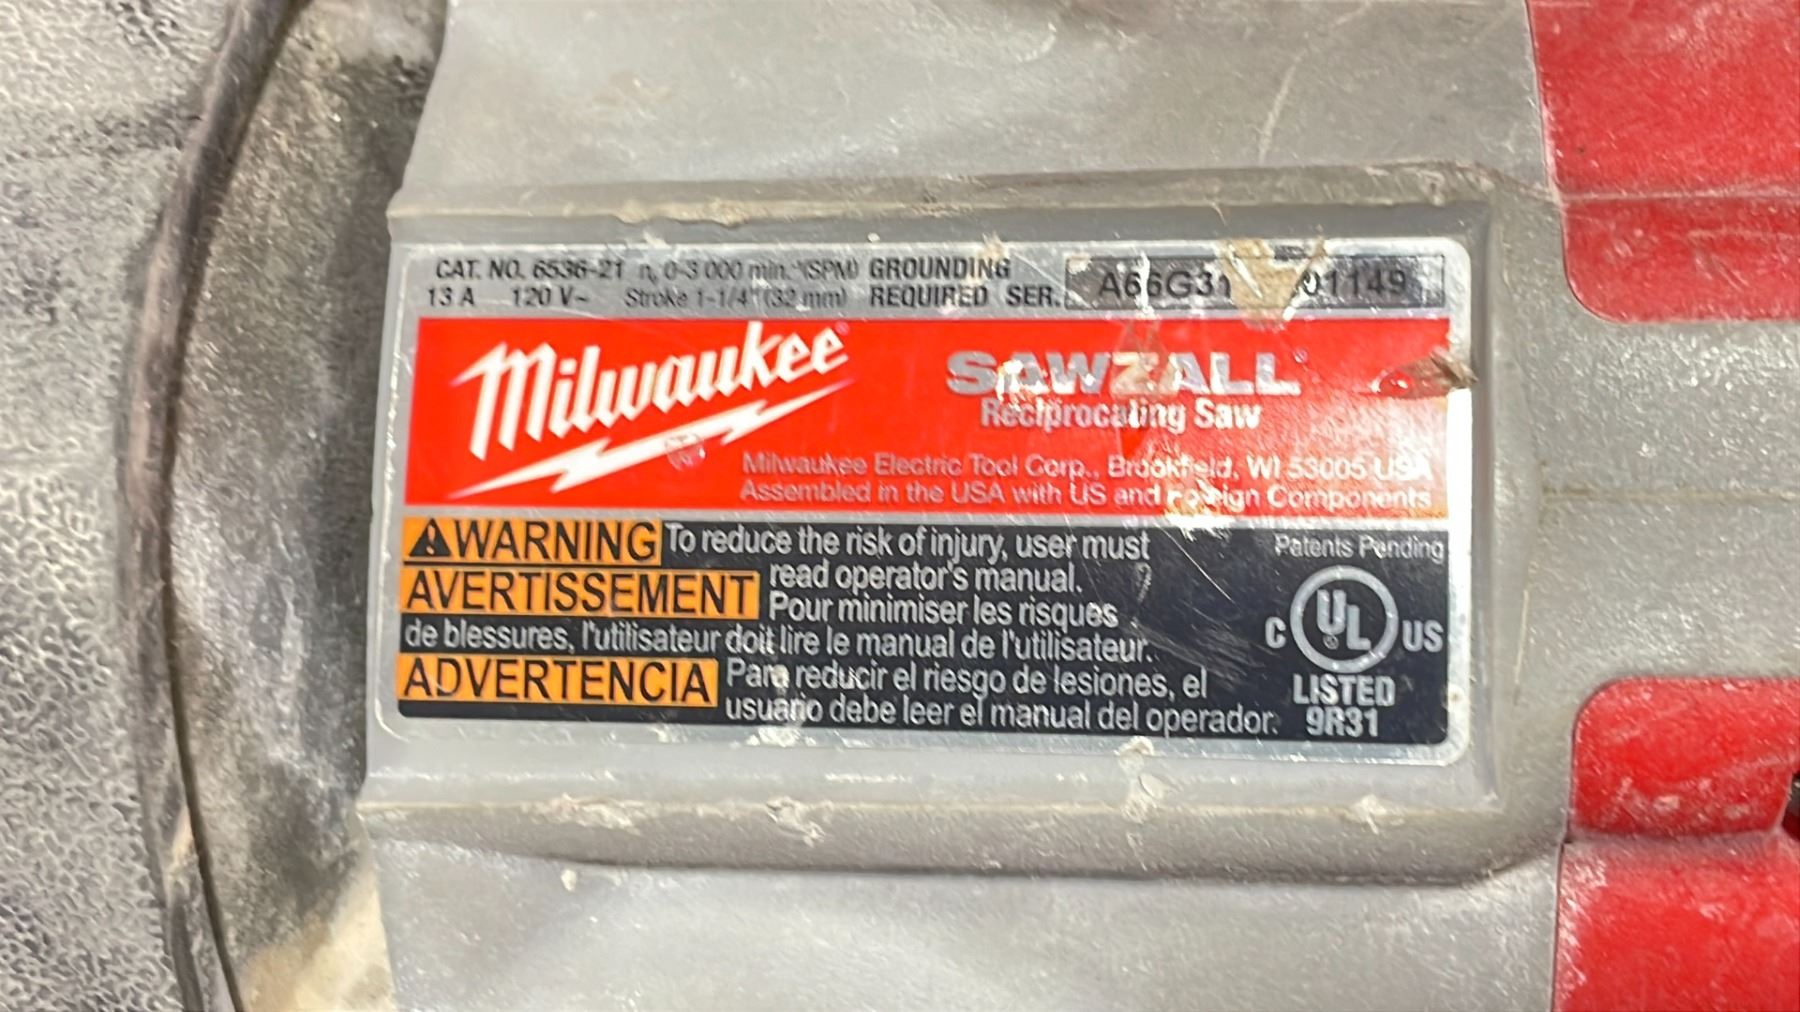 CAT. NO. 6536-21 n, 0-3 000 min.⁻¹(SPM) GROUNDING
13 A 120 V~ Stroke 1-1/4" (32 mm) REQUIRED SER. 01149
Milwaukee®
SAWZALL®
Reciprocating Saw
Milwaukee Electric Tool Corp., Brookfield, WI 53005 USA
Assembled in the USA with US and Foreign Components
WARNING To reduce the risk of injury, user must
read operator's manual.
AVERTISSEMENT Pour minimiser les risques
de blessures, l'utilisateur doit lire le manual de l'utilisateur.
ADVERTENCIA Para reducir el riesgo de lesiones, el
usuario debe leer el manual del operador.
Patents Pending
C UL® US
LISTED
9R31